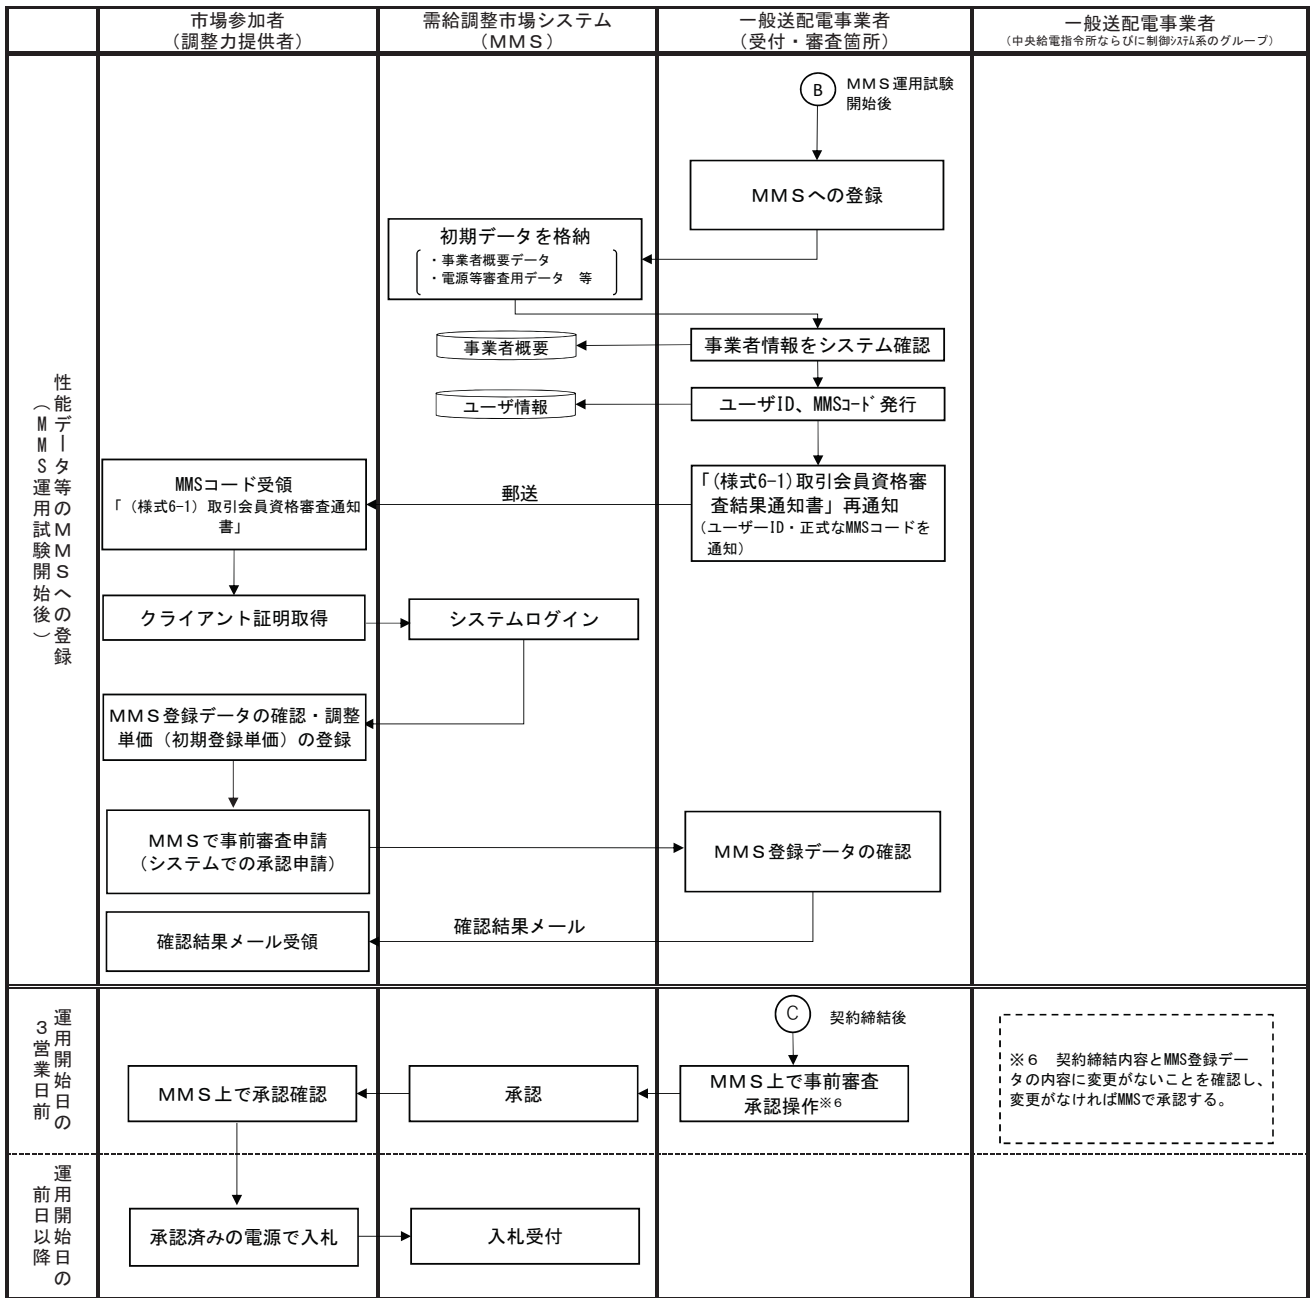 市場参加者
(調整力提供者)
需給調整市場システム
(ＭＭＳ)
一般送配電事業者
(受付・審査箇所)
一般送配電事業者
(中央給電指令所ならびに制御ｼｽﾃﾑ系のグループ)
性能データ等のＭＭＳへの登録
（ＭＭＳ運用試験開始後）
B
ＭＭＳ運用試験
開始後
ＭＭＳへの登録
初期データを格納
・事業者概要データ
・電源等審査用データ　等
事業者概要
事業者情報をシステム確認
ユーザ情報
ユーザID、MMSｺｰﾄﾞ発行
MMSコード受領
「（様式6-1）取引会員資格審査通知
書」
郵送
「(様式6-1)取引会員資格審
査結果通知書」再通知
(ユーザーID・正式なMMSコードを
通知)
クライアント証明取得
システムログイン
ＭＭＳ登録データの確認・調整
単価（初期登録単価）の登録
ＭＭＳで事前審査申請
(システムでの承認申請)
ＭＭＳ登録データの確認
確認結果メール受領
確認結果メール
運用開始日の
３営業日前
C
契約締結後
ＭＭＳ上で承認確認
承認
ＭＭＳ上で事前審査
承認操作※６
※６　契約締結内容とMMS登録デー
タの内容に変更がないことを確認し、
変更がなければMMSで承認する。
運用開始日の
前日以降
承認済みの電源で入札
入札受付